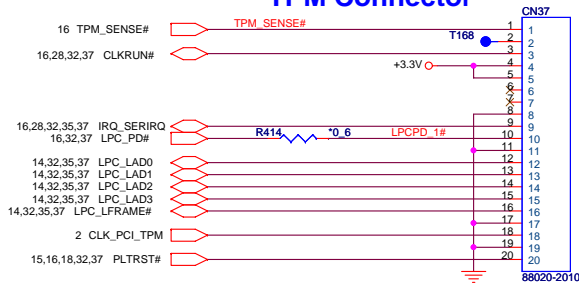 TPM Connector
CN37
16 TPM_SENSE# TPM_SENSE# 1 1
T168 2 2
16,28,32,37 CLKRUN# 3 3
+3.3V 4 4
5 5
6 6
7 7
8 8
16,28,32,35,37 IRQ_SERIRQ 9 9
16,32,37 LPC_PD# R414 *0_6 LPCPD_1# 10 10
11 11
14,32,35,37 LPC_LAD0 12 12
14,32,35,37 LPC_LAD1 13 13
14,32,35,37 LPC_LAD2 14 14
14,32,35,37 LPC_LAD3 15 15
14,32,35,37 LPC_LFRAME# 16 16
17 17
2 CLK_PCI_TPM 18 18
19 19
15,16,18,32,37 PLTRST# 20 20
88020-2010